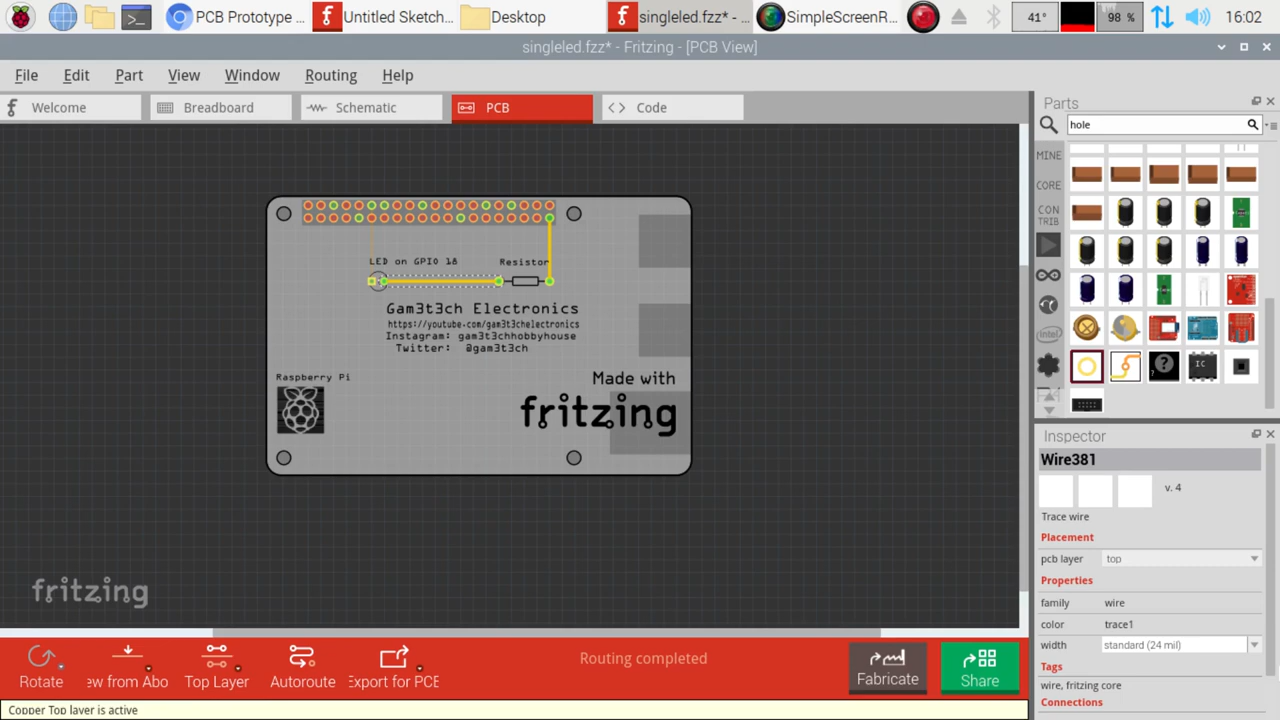 PCB Prototype ...
Untitled Sketch...
Desktop
singleled.fzz* - ...
SimpleScreenR...
41°
98 %
16:02
singleled.fzz* - Fritzing - [PCB View]
File Edit Part View Window Routing Help
Welcome
Breadboard
Schematic
PCB
Code
Parts
hole
MINE
CORE
CON
TRIB
intel
IC
LED on GPIO 18
Resistor
Gam3t3ch Electronics
https://youtube.com/gam3t3chelectronics
Instagram: gam3t3chhobbyhouse
Twitter: @gam3t3ch
Raspberry Pi
Made with
fritzing
fritzing
Inspector
Wire381
v. 4
Trace wire
Placement
pcb layer top
Properties
family wire
color trace1
width standard (24 mil)
Tags
wire, fritzing core
Connections
Rotate
ew from Abo
Top Layer
Autoroute
Export for PCB
Routing completed
Fabricate
Share
Copper Top layer is active